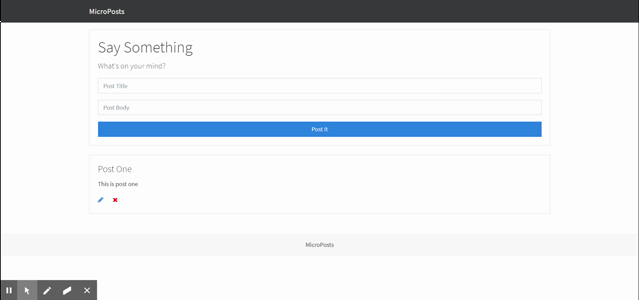 MicroPosts
Say Something
What's on your mind?
Post Title
Post Body
Post It
Post One
This is post one
MicroPosts